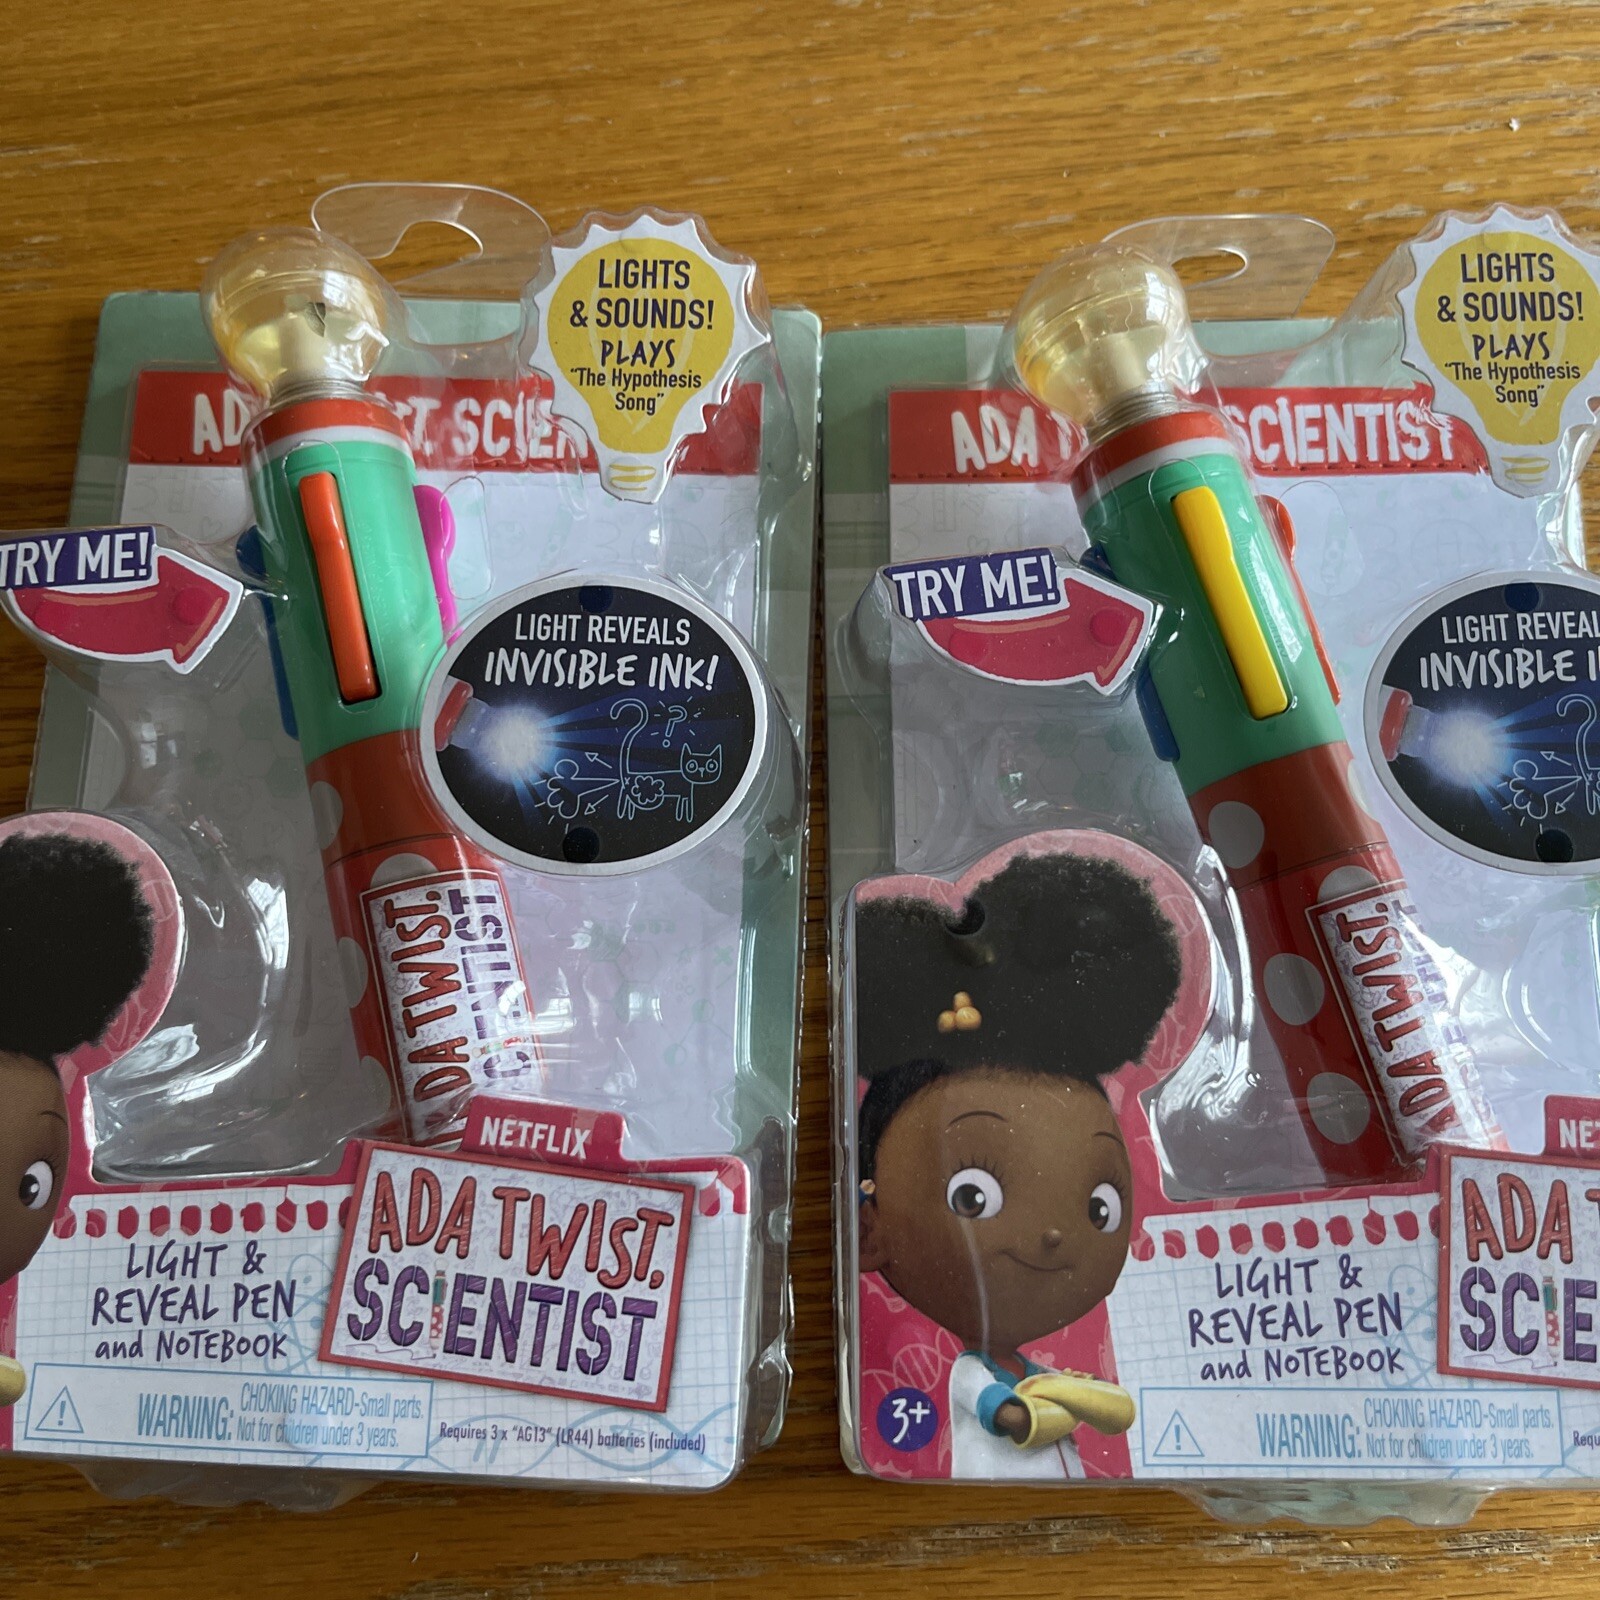 LIGHTS
& SOUNDS!
PLAYS
"The Hypothesis
Song"
TRY ME!
LIGHT REVEALS
INVISIBLE INK!
ADA TWIST,
SCIENTIST
NETFLIX
ADA TWIST,
SCIENTIST
LIGHT &
REVEAL PEN
and NOTEBOOK
WARNING: CHOKING HAZARD-Small parts.
Not for children under 3 years.
Requires 3 x "AG13" (LR44) batteries (included)
LIGHTS
& SOUNDS!
PLAYS
"The Hypothesis
Song"
ADA
SCIENTIST
TRY ME!
LIGHT REVEAL
INVISIBLE
ADA TWIST,
ADA
LIGHT &
REVEAL PEN
and NOTEBOOK
3+
WARNING: CHOKING HAZARD-Small parts.
Not for children under 3 years.